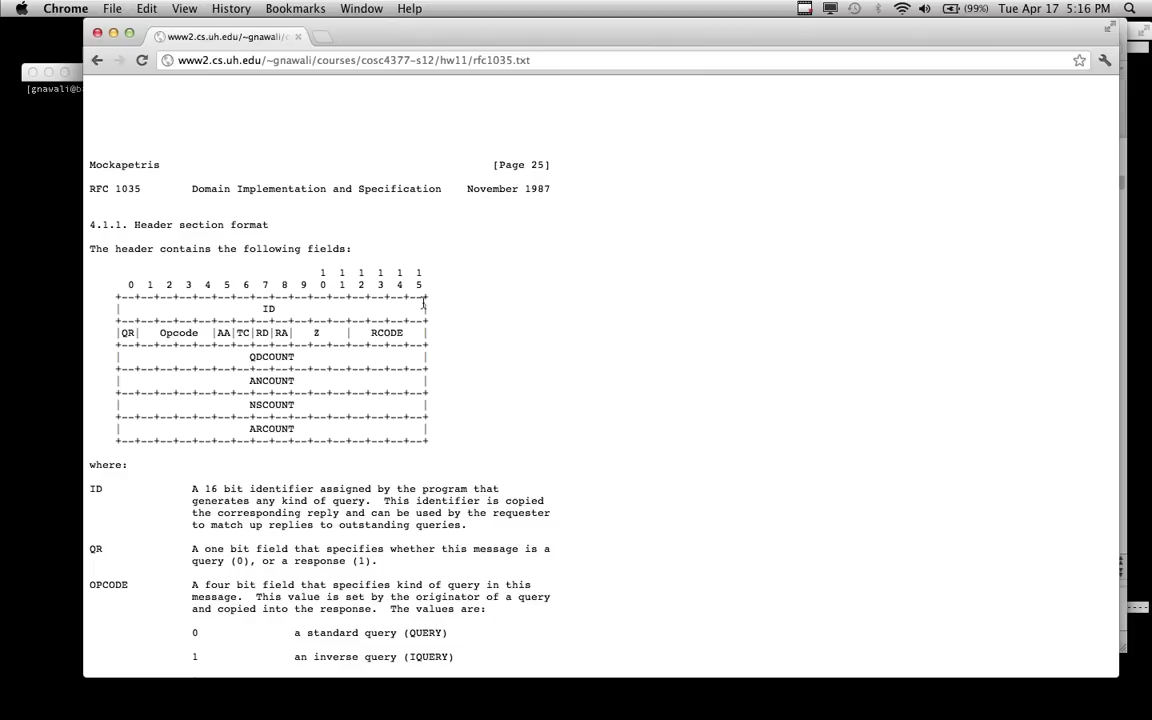 Chrome File Edit View History Bookmarks Window Help (99%) Tue Apr 17 5:16 PM
www2.cs.uh.edu/~gnawali/c
www2.cs.uh.edu/~gnawali/courses/cosc4377-s12/hw11/rfc1035.txt
[gnawali@b
Mockapetris [Page 25]
RFC 1035 Domain Implementation and Specification November 1987
4.1.1. Header section format
The header contains the following fields:
1 1 1 1 1 1
0 1 2 3 4 5 6 7 8 9 0 1 2 3 4 5
+--+--+--+--+--+--+--+--+--+--+--+--+--+--+--+--+
| ID |
+--+--+--+--+--+--+--+--+--+--+--+--+--+--+--+--+
|QR| Opcode |AA|TC|RD|RA| Z | RCODE |
+--+--+--+--+--+--+--+--+--+--+--+--+--+--+--+--+
| QDCOUNT |
+--+--+--+--+--+--+--+--+--+--+--+--+--+--+--+--+
| ANCOUNT |
+--+--+--+--+--+--+--+--+--+--+--+--+--+--+--+--+
| NSCOUNT |
+--+--+--+--+--+--+--+--+--+--+--+--+--+--+--+--+
| ARCOUNT |
+--+--+--+--+--+--+--+--+--+--+--+--+--+--+--+--+
where:
ID A 16 bit identifier assigned by the program that
generates any kind of query. This identifier is copied
the corresponding reply and can be used by the requester
to match up replies to outstanding queries.
QR A one bit field that specifies whether this message is a
query (0), or a response (1).
OPCODE A four bit field that specifies kind of query in this
message. This value is set by the originator of a query
and copied into the response. The values are:
0 a standard query (QUERY)
1 an inverse query (IQUERY)